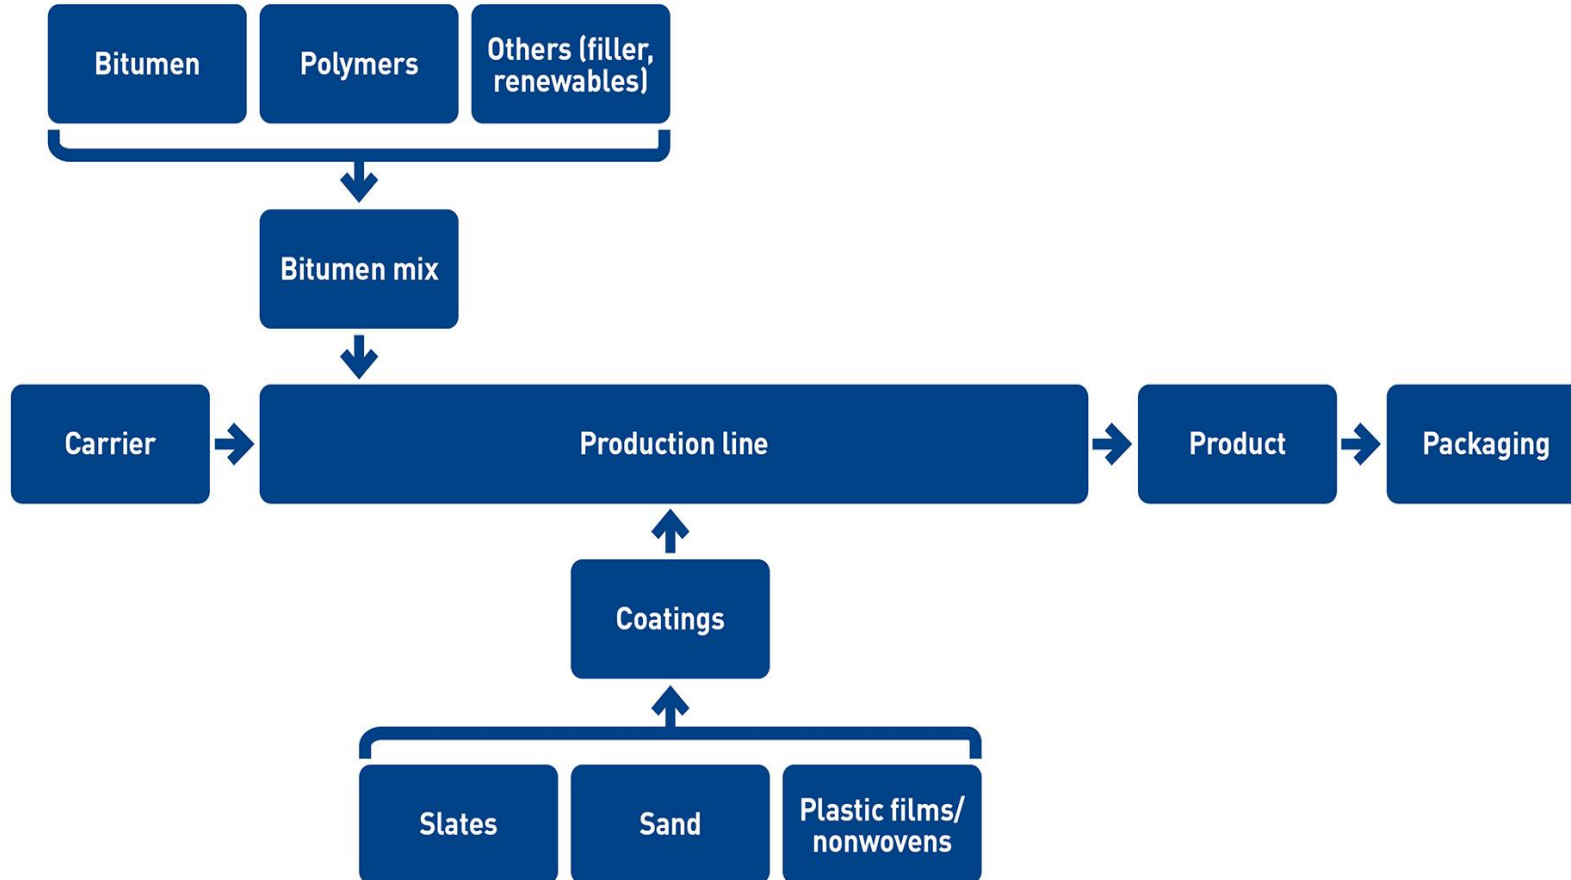 Bitumen
Polymers
Others (filler,
renewables)
Bitumen mix
Carrier
Production line
Product
Packaging
Coatings
Slates
Sand
Plastic films/
nonwovens